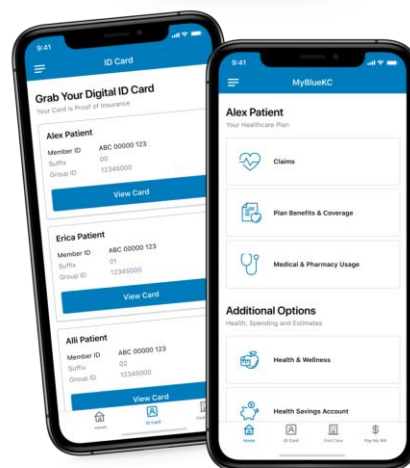 9:41
ID Card
Grab Your Digital ID Card
Your Card is Proof of Insurance
Alex Patient
Member ID ABC 00000 123
Suffix 00
Group ID 12345000
View Card
Erica Patient
Member ID ABC 00000 123
Suffix 01
Group ID 12345000
View Card
Alli Patient
Member ID ABC 00000 123
Suffix 02
Group ID 12345000
View Card
Home
ID Card
9:41
MyBlueKC
Alex Patient
Your Healthcare Plan
Claims
Plan Benefits & Coverage
Medical & Pharmacy Usage
Additional Options
Health, Spending and Estimates
Health & Wellness
Health Savings Account
Home
ID Card
Find Care
Pay My Bill